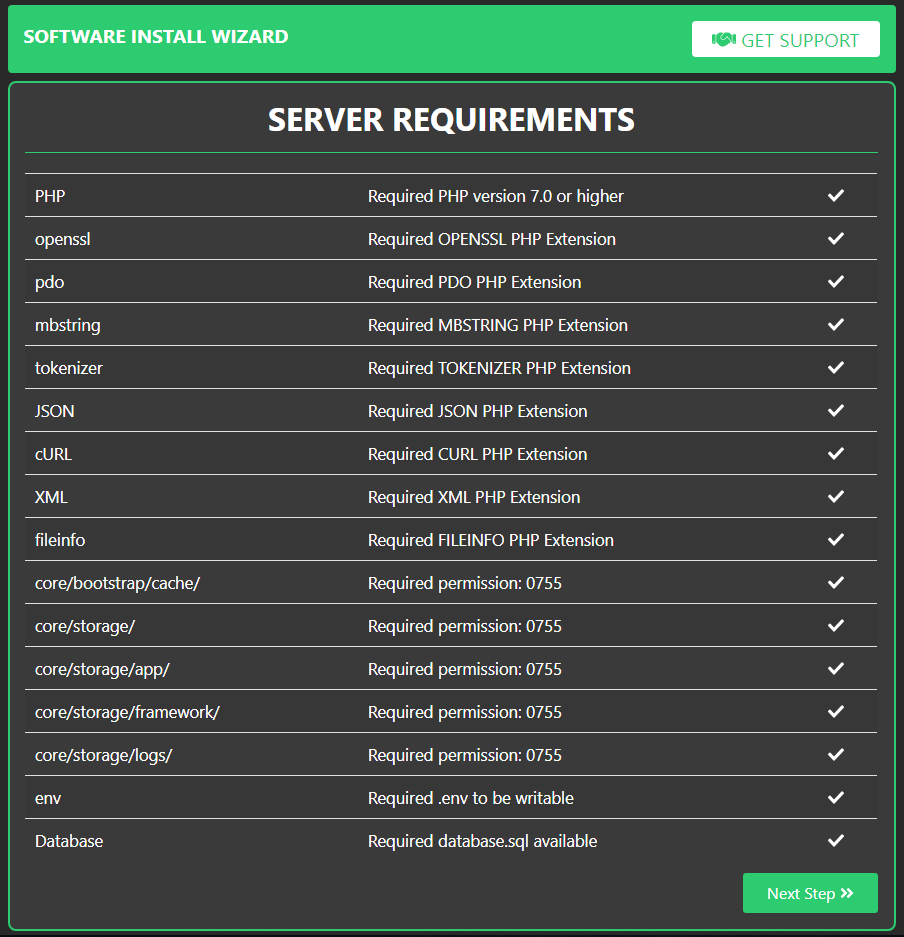 SOFTWARE INSTALL WIZARD
GET SUPPORT
SERVER REQUIREMENTS
PHP Required PHP version 7.0 or higher
openssl Required OPENSSL PHP Extension
pdo Required PDO PHP Extension
mbstring Required MBSTRING PHP Extension
tokenizer Required TOKENIZER PHP Extension
JSON Required JSON PHP Extension
cURL Required CURL PHP Extension
XML Required XML PHP Extension
fileinfo Required FILEINFO PHP Extension
core/bootstrap/cache/ Required permission: 0755
core/storage/ Required permission: 0755
core/storage/app/ Required permission: 0755
core/storage/framework/ Required permission: 0755
core/storage/logs/ Required permission: 0755
env Required .env to be writable
Database Required database.sql available
Next Step